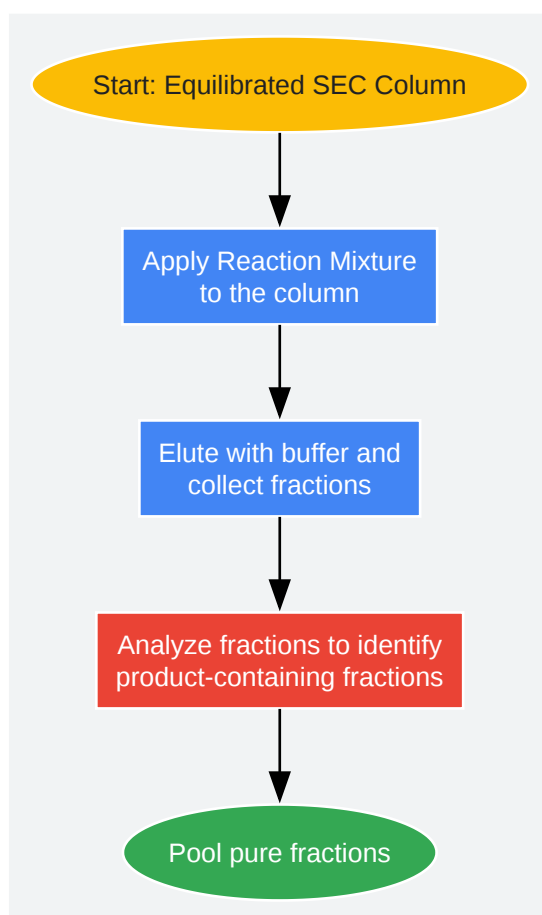 Start: Equilibrated SEC Column
Apply Reaction Mixture
to the column
Elute with buffer and
collect fractions
Analyze fractions to identify
product-containing fractions
Pool pure fractions